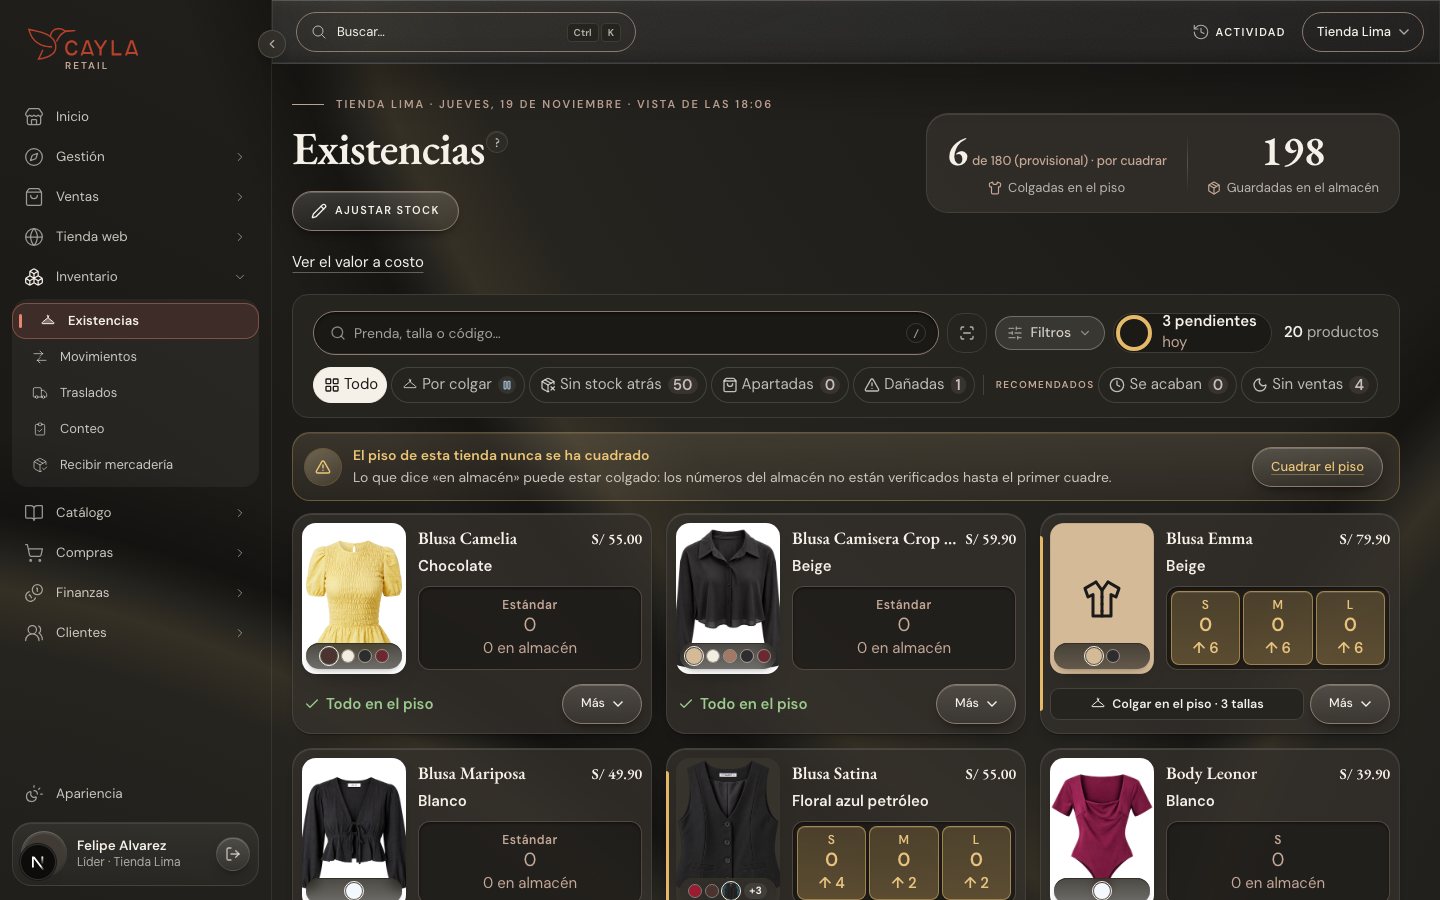 CAYLA
RETAIL
Buscar...
Ctrl K
ACTIVIDAD
Tienda Lima
Inicio
Gestión
Ventas
Tienda web
Inventario
Existencias
Movimientos
Traslados
Conteo
Recibir mercadería
Catálogo
Compras
Finanzas
Clientes
Apariencia
N
Felipe Alvarez
Líder · Tienda Lima
TIENDA LIMA · JUEVES, 19 DE NOVIEMBRE · VISTA DE LAS 18:06
Existencias ?
AJUSTAR STOCK
Ver el valor a costo
6 de 180 (provisional) · por cuadrar
Colgadas en el piso
198
Guardadas en el almacén
Prenda, talla o código...
/
Filtros
3 pendientes
hoy
20 productos
Todo
Por colgar
Sin stock atrás 50
Apartadas 0
Dañadas 1
RECOMENDADOS
Se acaban 0
Sin ventas 4
El piso de esta tienda nunca se ha cuadrado
Lo que dice «en almacén» puede estar colgado: los números del almacén no están verificados hasta el primer cuadre.
Cuadrar el piso
Blusa Camelia S/ 55.00
Chocolate
Estándar
0
0 en almacén
Todo en el piso
Más
Blusa Camisera Crop ... S/ 59.90
Beige
Estándar
0
0 en almacén
Todo en el piso
Más
Blusa Emma S/ 79.90
Beige
S M L
0 0 0
↑ 6 ↑ 6 ↑ 6
Colgar en el piso · 3 tallas
Más
Blusa Mariposa S/ 49.90
Blanco
Estándar
0
0 en almacén
Blusa Satina S/ 55.00
Floral azul petróleo
S M L
0 0 0
↑ 4 ↑ 2 ↑ 2
+3
Body Leonor S/ 39.90
Blanco
S
0
0 en almacén